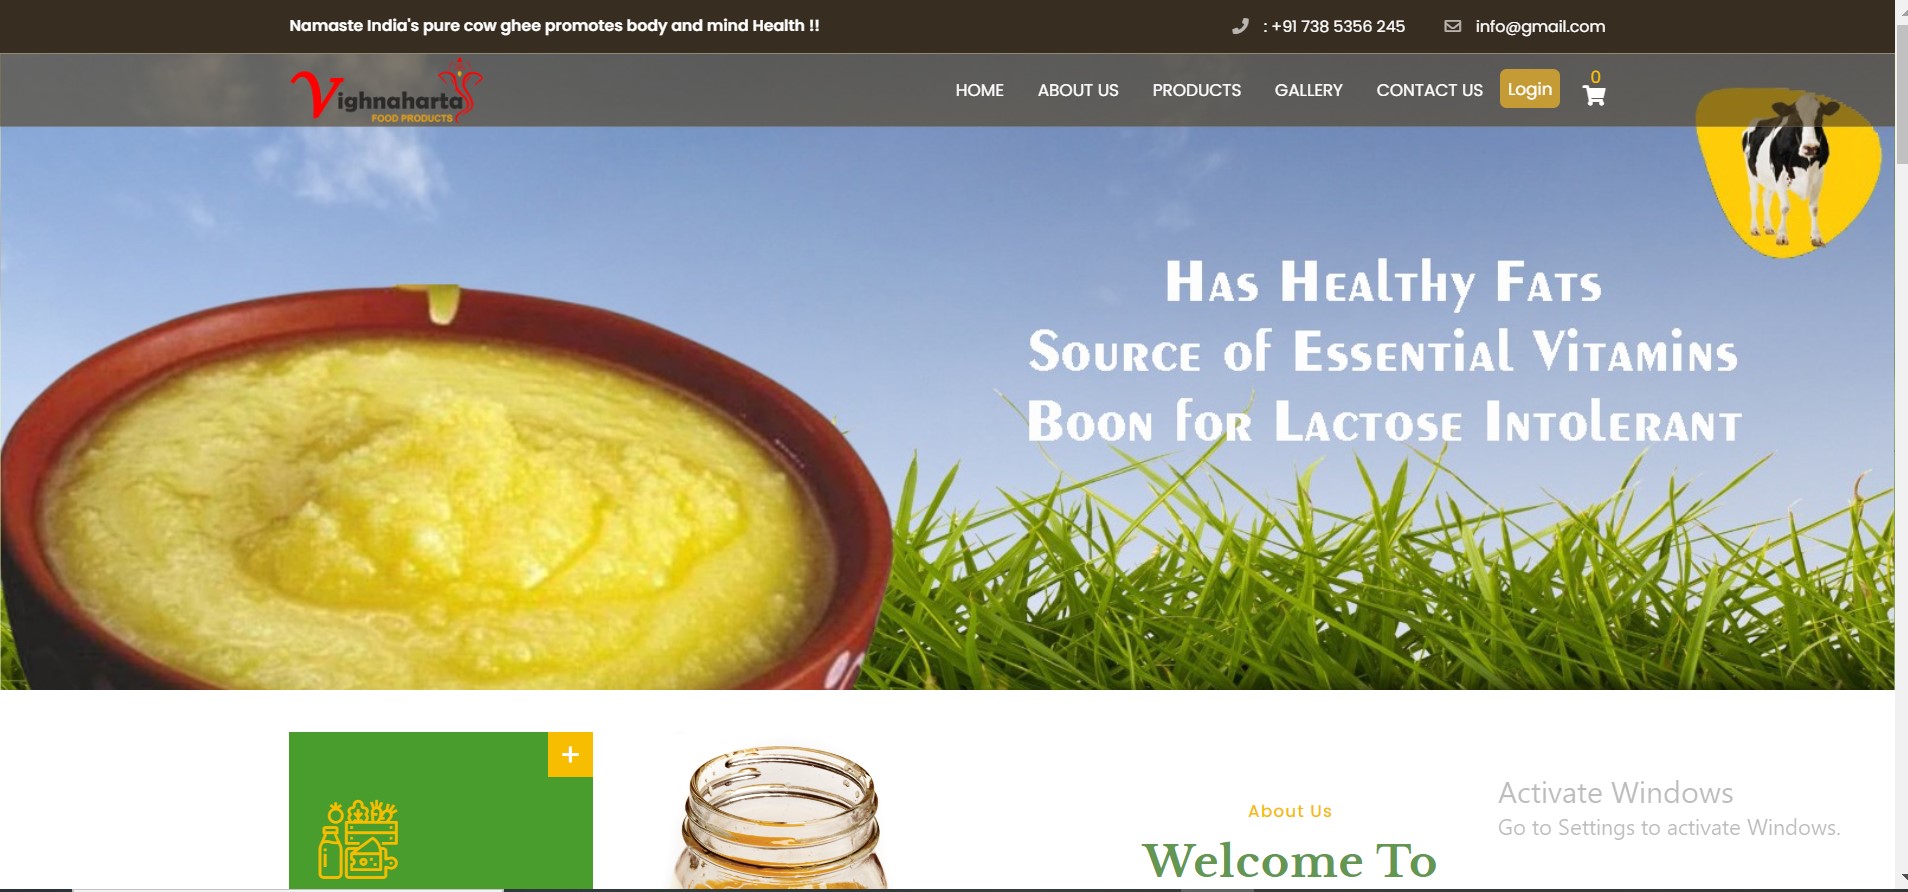 Namaste India's pure cow ghee promotes body and mind Health !!
: +91 738 5356 245
info@gmail.com
Vighnaharta
FOOD PRODUCTS
HOME
ABOUT US
PRODUCTS
GALLERY
CONTACT US
Login
0
Has Healthy Fats
Source of Essential Vitamins
Boon for Lactose Intolerant
+
About Us
Welcome To
Activate Windows
Go to Settings to activate Windows.